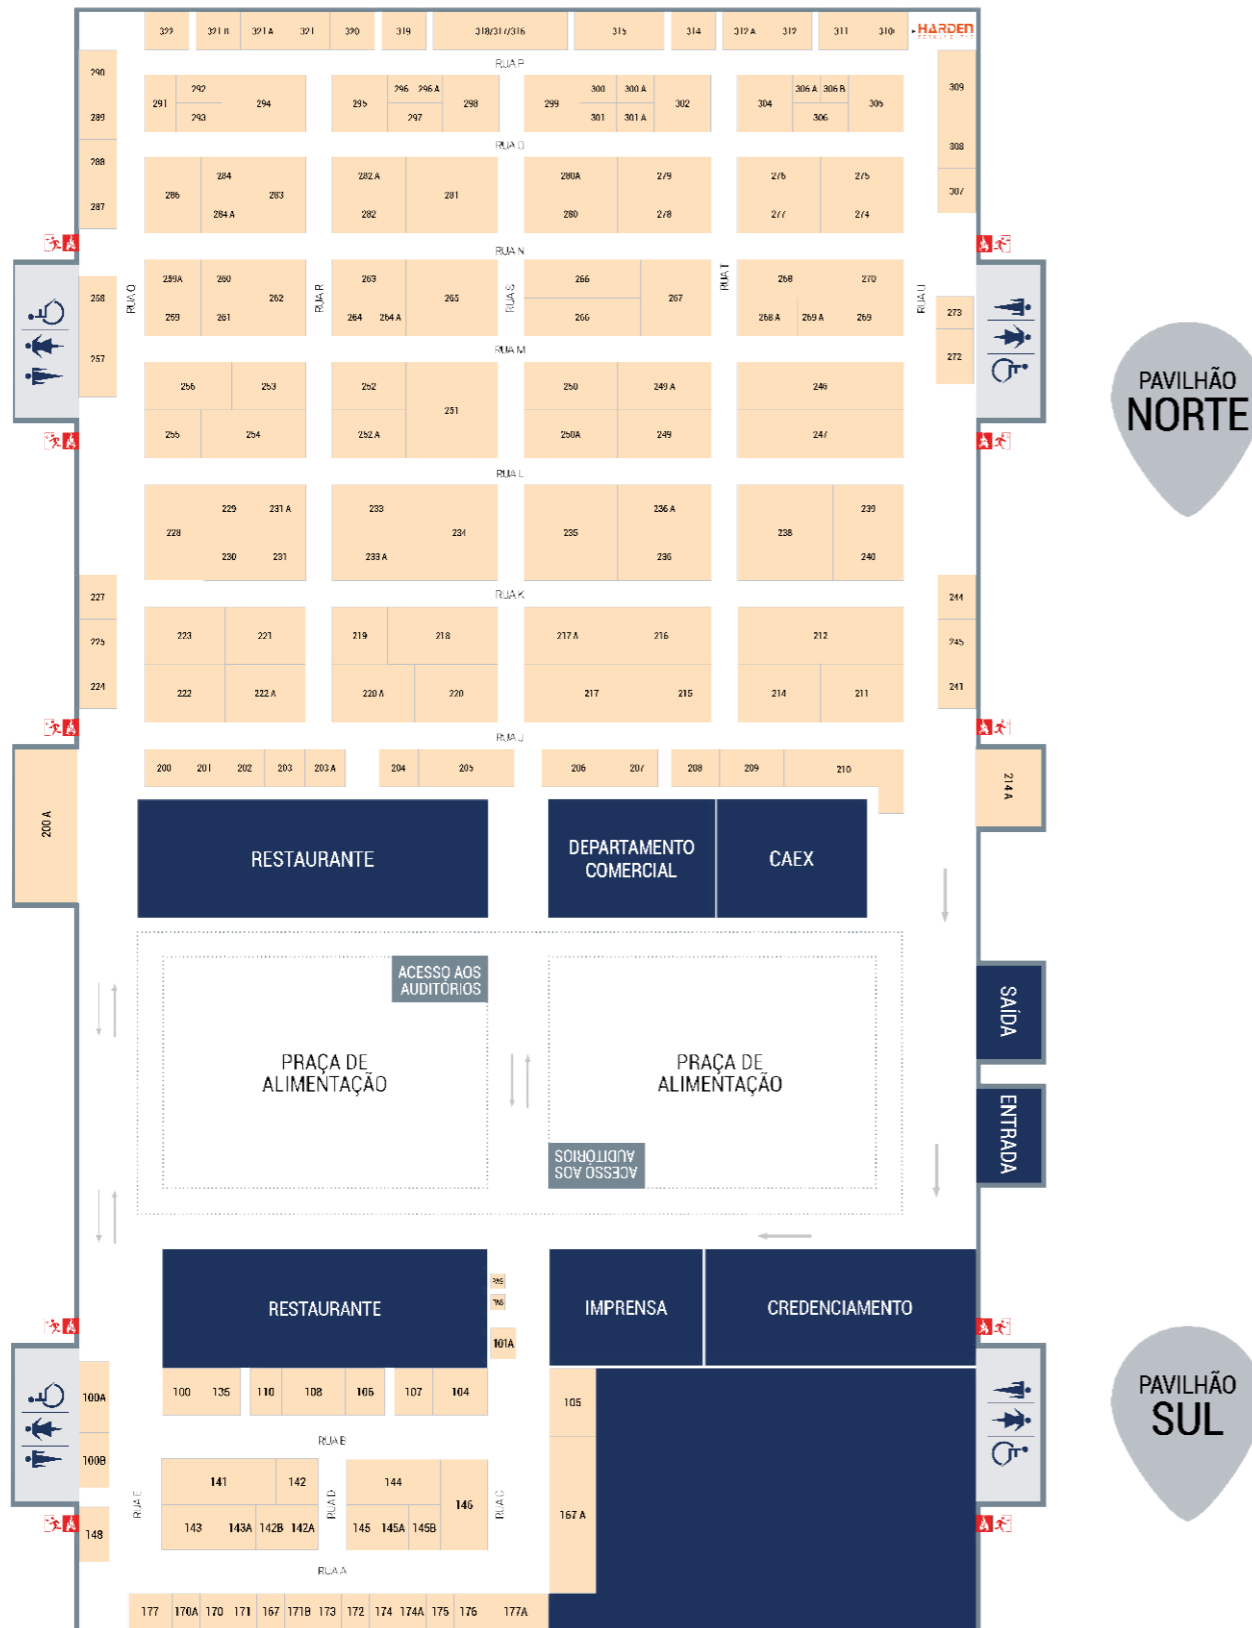 322
321 B
321 A
321
320
319
318/317/316
315
314
312 A
312
311
310
HARDEN
RUA P
290
289
291
292
293
294
295
296
296 A
297
298
299
300
300 A
301
301 A
302
304
306 A
306 B
306
305
309
308
307
RUA O
288
287
286
284
284 A
283
282 A
282
281
280A
280
279
278
276
277
275
274
RUA N
RUA Q
RUA R
RUA S
RUA T
RUA U
258
257
259A
259
260
261
262
263
264
264 A
265
266
266
267
268
268 A
269 A
270
269
273
272
RUA M
256
253
255
254
252
252 A
251
250
250A
249 A
249
246
247
RUA L
228
229
230
231 A
231
233
233 A
234
235
236 A
236
238
239
240
RUA K
227
225
224
223
221
222
222 A
219
218
220 A
220
217 A
216
217
215
212
214
211
244
245
241
RUA J
200
201
202
203
203 A
204
205
206
207
208
209
210
200 A
214 A
PAVILHÃO
NORTE
RESTAURANTE
DEPARTAMENTO
COMERCIAL
CAEX
ACESSO AOS
AUDITÓRIOS
PRAÇA DE
ALIMENTAÇÃO
PRAÇA DE
ALIMENTAÇÃO
ACESSO AOS
AUDITÓRIOS
SAÍDA
ENTRADA
RESTAURANTE
101A
IMPRENSA
CREDENCIAMENTO
PAVILHÃO
SUL
100A
100B
148
100
135
110
108
106
107
104
105
167 A
RUA B
RUA E
RUA D
RUA C
141
142
143
143A
142B
142A
144
145
145A
145B
146
RUA A
177
170A
170
171
167
171B
173
172
174
174A
175
176
177A